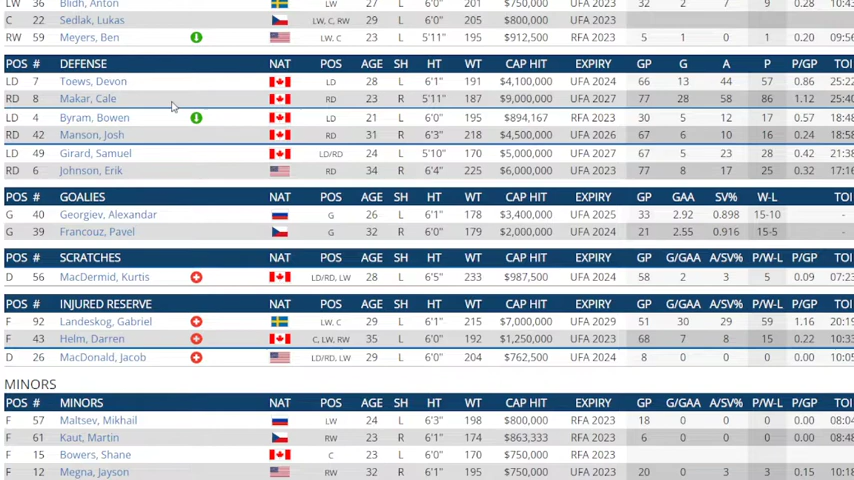 LW 36 Blidh, Anton LW 27 L 6'0" 201 $750,000 UFA 2023 32 2 7 9 0.28
C 22 Sedlak, Lukas LW, C, RW 29 L 6'0" 205 $800,000 UFA 2023
RW 59 Meyers, Ben LW, C 23 L 5'11" 195 $912,500 RFA 2023 5 1 0 1 0.20 09:56
POS # DEFENSE NAT POS AGE SH HT WT CAP HIT EXPIRY GP G A P P/GP TOI
LD 7 Toews, Devon LD 28 L 6'1" 191 $4,100,000 UFA 2024 66 13 44 57 0.86 25:22
RD 8 Makar, Cale RD 23 R 5'11" 187 $9,000,000 UFA 2027 77 28 58 86 1.12 25:40
LD 4 Byram, Bowen LD 21 L 6'0" 195 $894,167 RFA 2023 30 5 12 17 0.57 18:48
RD 42 Manson, Josh RD 31 R 6'3" 218 $4,500,000 UFA 2026 67 6 10 16 0.24 18:58
LD 49 Girard, Samuel LD/RD 24 L 5'10" 170 $5,000,000 UFA 2027 67 5 23 28 0.42 21:38
RD 6 Johnson, Erik RD 34 R 6'4" 225 $6,000,000 UFA 2023 77 8 17 25 0.32 17:16
POS # GOALIES NAT POS AGE SH HT WT CAP HIT EXPIRY GP GAA SV% W-L TOI
G 40 Georgiev, Alexandar G 26 L 6'1" 178 $3,400,000 UFA 2025 33 2.92 0.898 15-10 -
G 39 Francouz, Pavel G 32 R 6'0" 179 $2,000,000 UFA 2024 21 2.55 0.916 15-5 -
POS # SCRATCHES NAT POS AGE SH HT WT CAP HIT EXPIRY GP G/GAA A/SV% P/W-L P/GP TOI
D 56 MacDermid, Kurtis LD/RD, LW 28 L 6'5" 233 $987,500 UFA 2024 58 2 3 5 0.09 07:23
POS # INJURED RESERVE NAT POS AGE SH HT WT CAP HIT EXPIRY GP G/GAA A/SV% P/W-L P/GP TOI
F 92 Landeskog, Gabriel LW, C 29 L 6'1" 215 $7,000,000 UFA 2029 51 30 29 59 1.16 20:19
F 43 Helm, Darren C, LW, RW 35 L 6'0" 192 $1,250,000 UFA 2023 68 7 8 15 0.22 10:33
D 26 MacDonald, Jacob LD/RD, LW 29 L 6'0" 204 $762,500 UFA 2024 8 0 0 0 0.00 10:05
MINORS
POS # MINORS NAT POS AGE SH HT WT CAP HIT EXPIRY GP G/GAA A/SV% P/W-L P/GP TOI
F 57 Maltsev, Mikhail LW 24 L 6'3" 198 $800,000 RFA 2023 18 0 0 0 0.00 08:04
F 61 Kaut, Martin RW 23 R 6'1" 174 $863,333 RFA 2023 6 0 0 0 0.00 08:48
F 15 Bowers, Shane C 23 L 6'0" 170 $750,000 RFA 2023
F 12 Megna, Jayson RW 32 R 6'1" 195 $750,000 UFA 2023 20 0 3 3 0.15 10:18